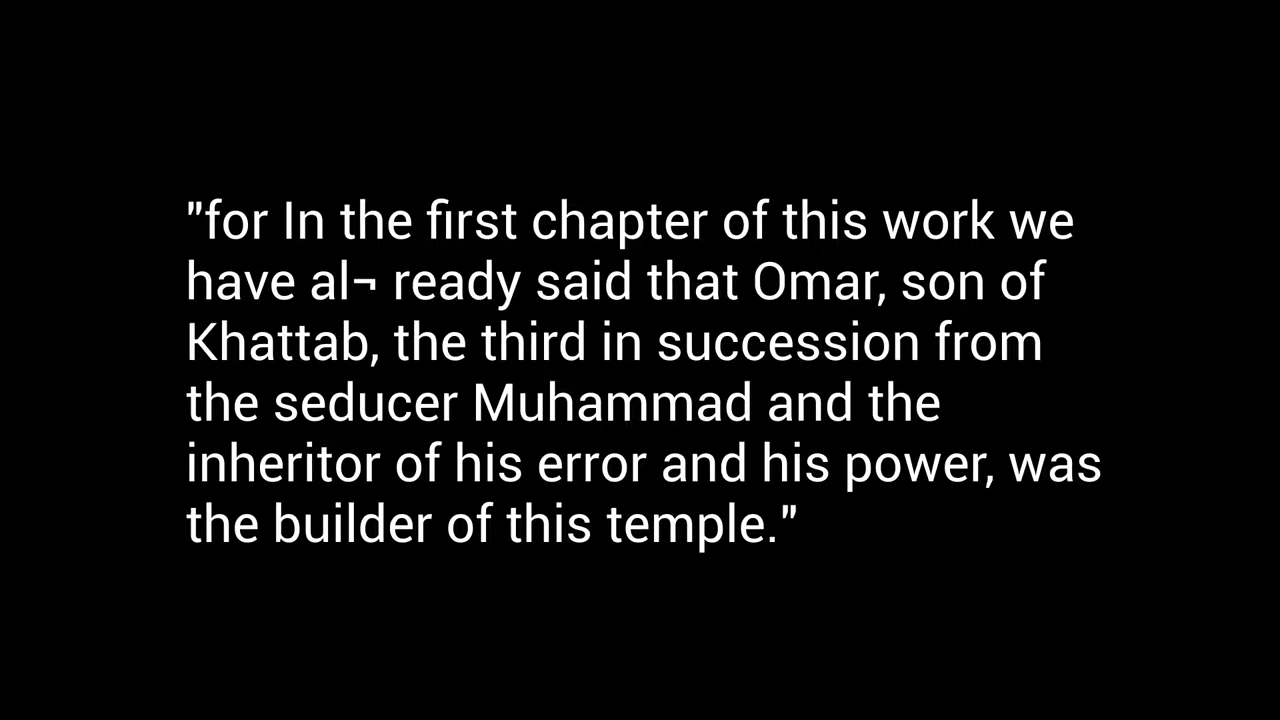 "for In the first chapter of this work we
have al¬ ready said that Omar, son of
Khattab, the third in succession from
the seducer Muhammad and the
inheritor of his error and his power, was
the builder of this temple."